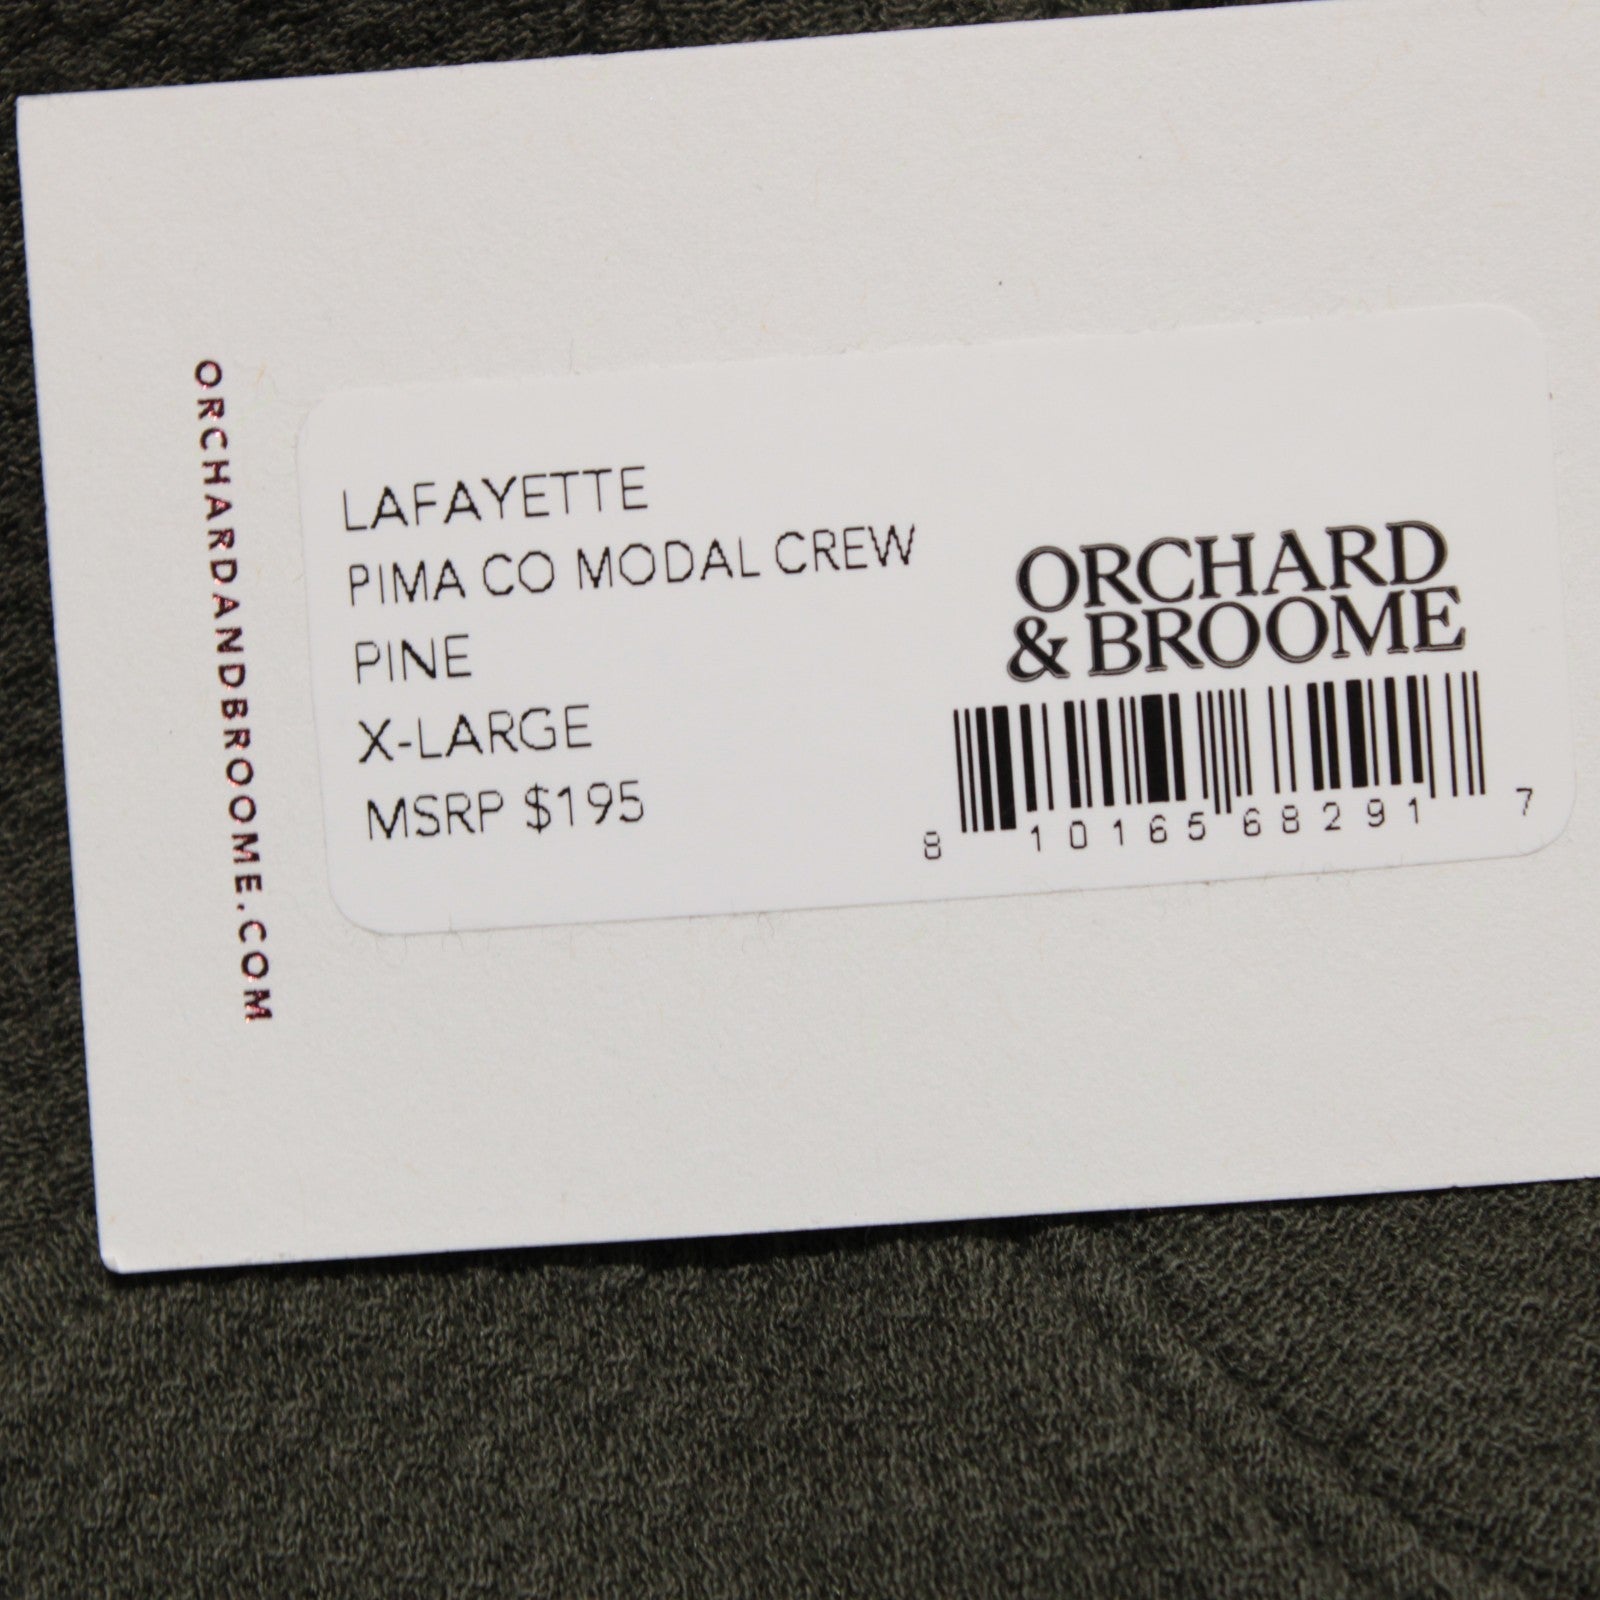 ORCHARDANDBROOME.COM
LAFAYETTE
PIMA CO MODAL CREW
PINE
X-LARGE
MSRP $195
ORCHARD
& BROOME
8 10165 68291 7